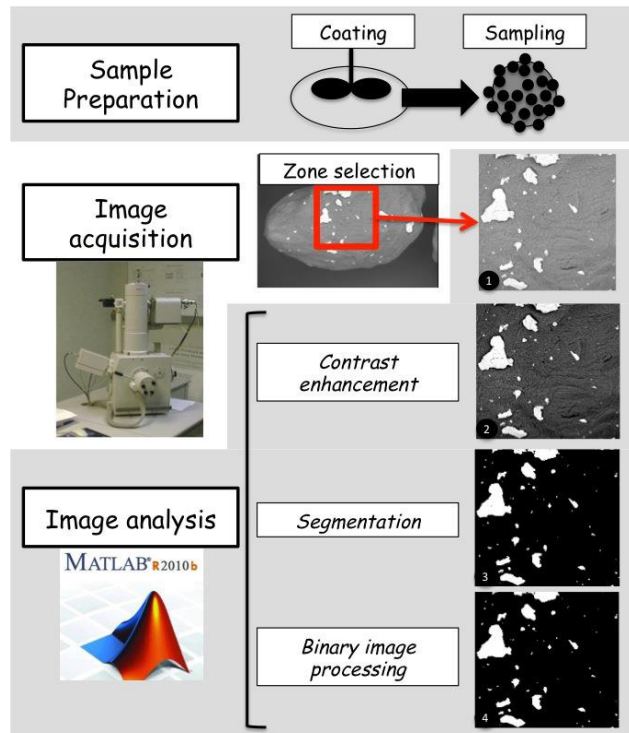 Sample
Preparation
Coating
Sampling
Image
acquisition
Zone selection
1
Contrast
enhancement
2
Image analysis
MATLAB® R2010b
Segmentation
3
Binary image
processing
4